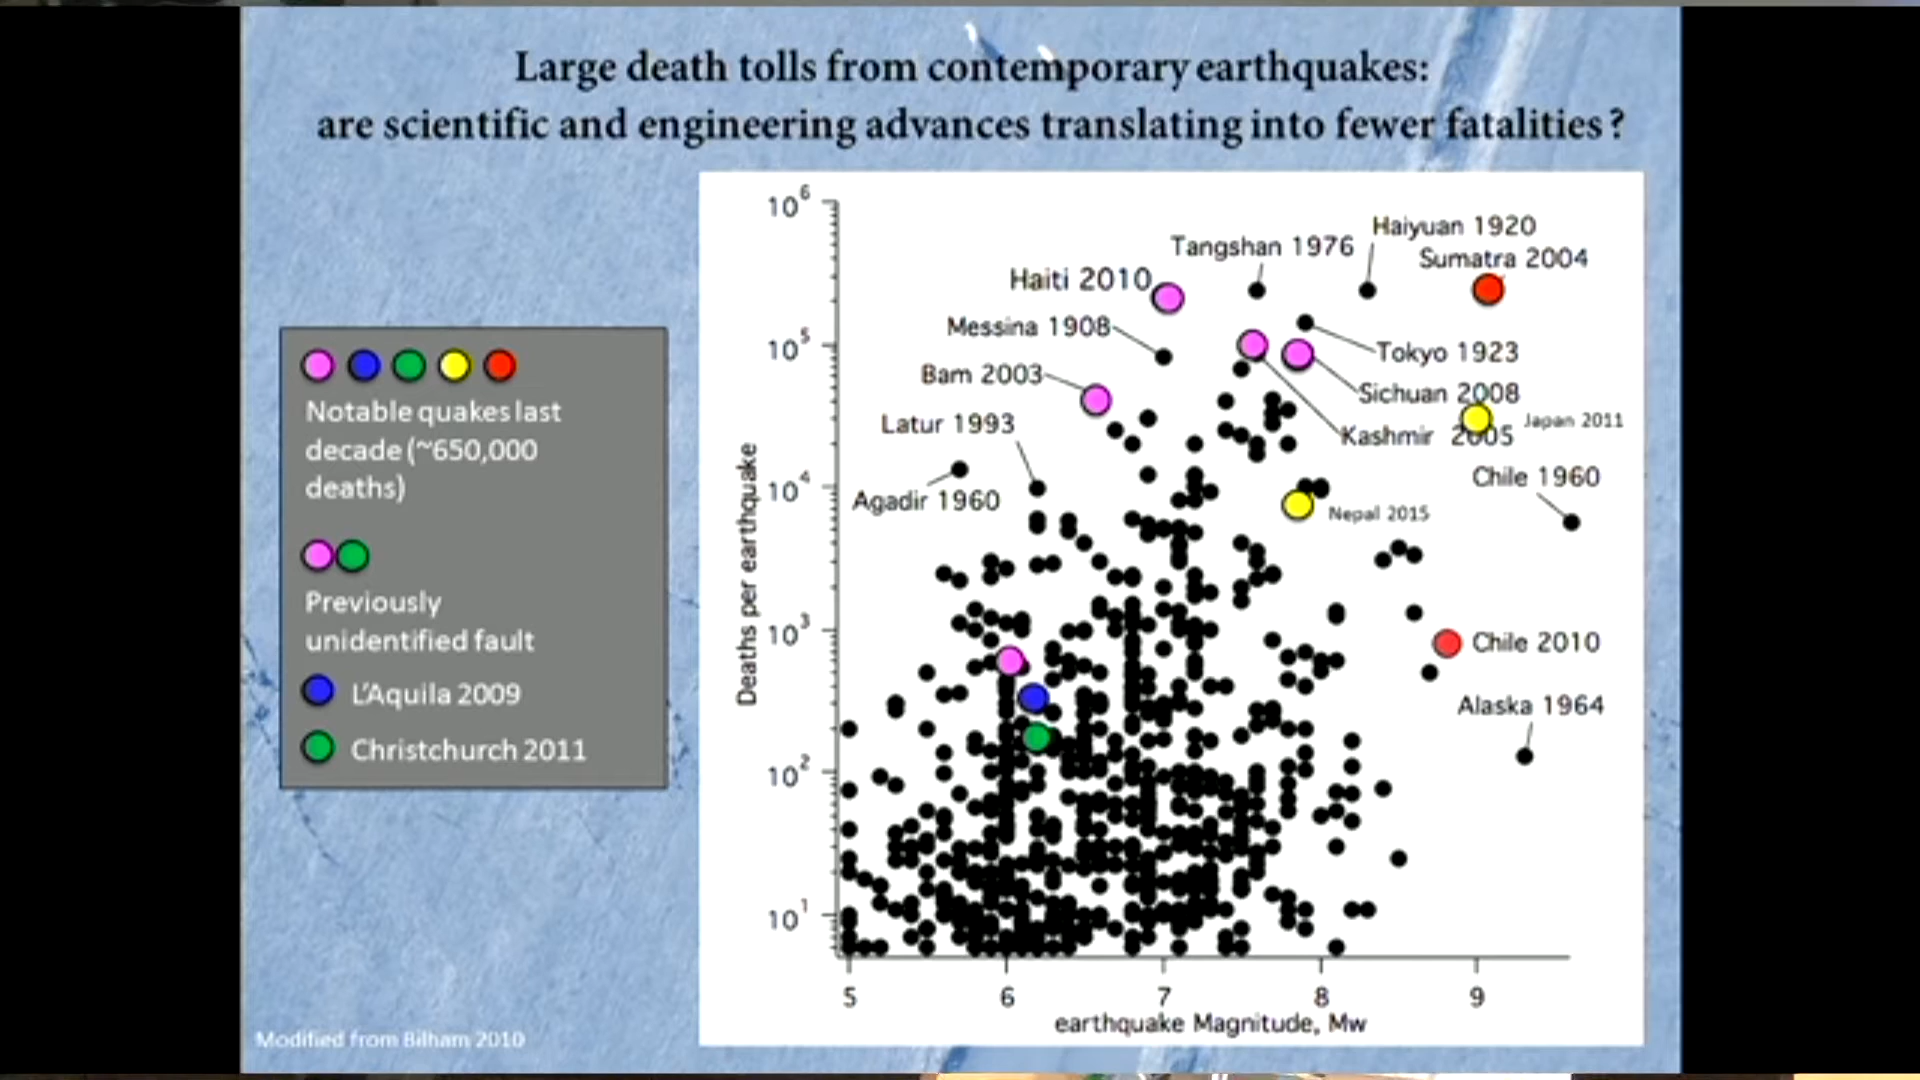 Large death tolls from contemporary earthquakes:
are scientific and engineering advances translating into fewer fatalities ?
Notable quakes last
decade (~650,000
deaths)
Previously
unidentified fault
L'Aquila 2009
Christchurch 2011
Modified from Bilham 2010
Deaths per earthquake
10^6
10^5
10^4
10^3
10^2
10^1
Haiyuan 1920
Tangshan 1976
Sumatra 2004
Haiti 2010
Messina 1908
Tokyo 1923
Bam 2003
Sichuan 2008
Latur 1993
Japan 2011
Kashmir 2005
Chile 1960
Agadir 1960
Nepal 2015
Chile 2010
Alaska 1964
5 6 7 8 9
earthquake Magnitude, Mw